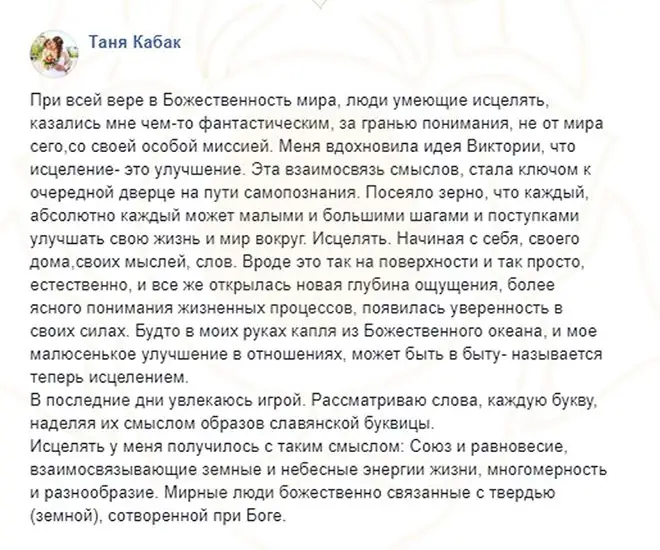 Таня Кабак
При всей вере в Божественность мира, люди умеющие исцелять,
казались мне чем-то фантастическим, за гранью понимания, не от мира
сего,со своей особой миссией. Меня вдохновила идея Виктории, что
исцеление- это улучшение. Эта взаимосвязь смыслов, стала ключом к
очередной дверце на пути самопознания. Посеяло зерно, что каждый,
абсолютно каждый может малыми и большими шагами и поступками
улучшать свою жизнь и мир вокруг. Исцелять. Начиная с себя, своего
дома,своих мыслей, слов. Вроде это так на поверхности и так просто,
естественно, и все же открылась новая глубина ощущения, более
ясного понимания жизненных процессов, появилась уверенность в
своих силах. Будто в моих руках капля из Божественного океана, и мое
малюсенькое улучшение в отношениях, может быть в быту- называется
теперь исцелением.
В последние дни увлекаюсь игрой. Рассматриваю слова, каждую букву,
наделяя их смыслом образов славянской буквицы.
Исцелять у меня получилось с таким смыслом: Союз и равновесие,
взаимосвязывающие земные и небесные энергии жизни, многомерность
и разнообразие. Мирные люди божественно связанные с твердью
(земной), сотворенной при Боге.